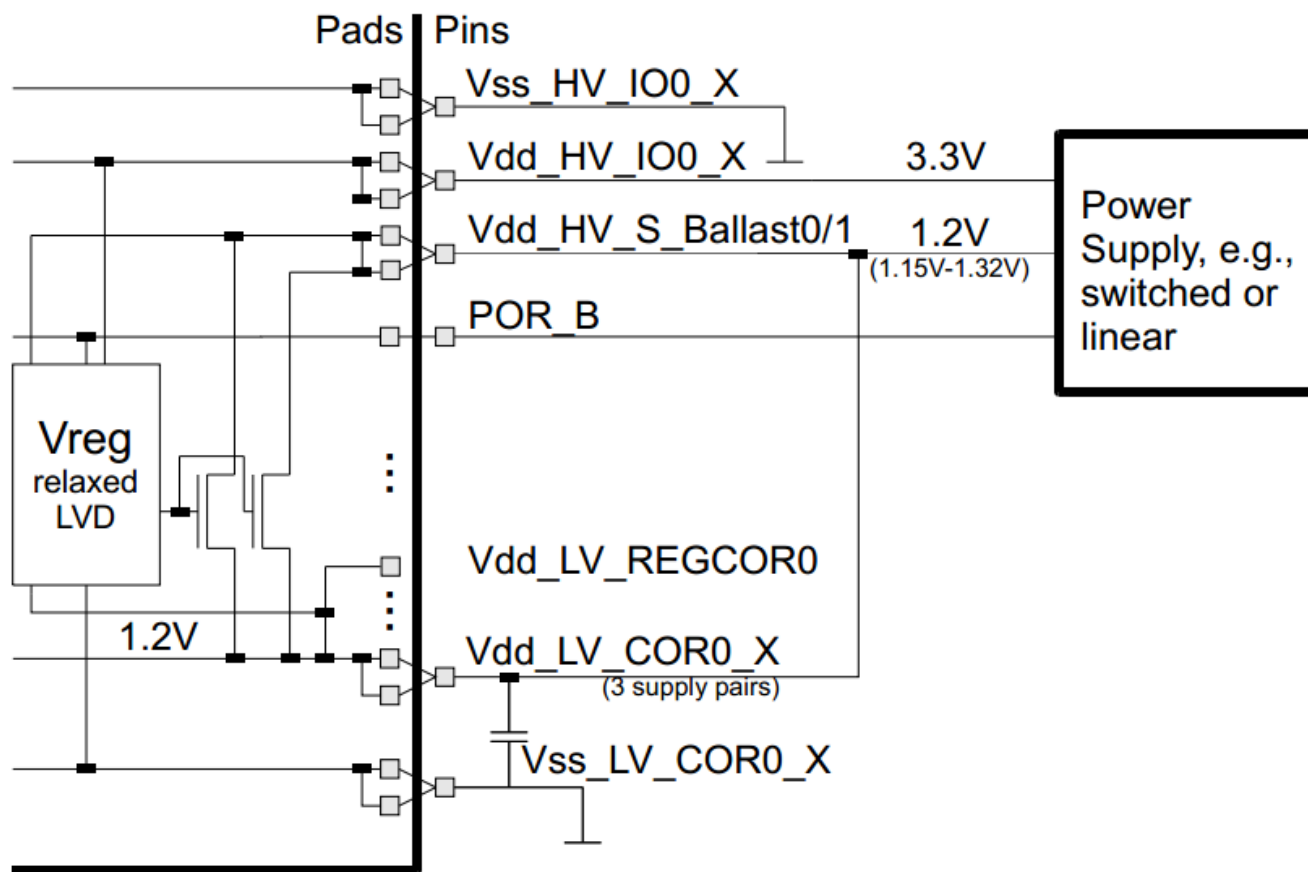 Pads
Pins
Vss_HV_IO0_X
Vdd_HV_IO0_X
3.3V
Vdd_HV_S_Ballast0/1
1.2V
(1.15V-1.32V)
POR_B
Power
Supply, e.g.,
switched or
linear
Vreg
relaxed
LVD
Vdd_LV_REGCOR0
1.2V
Vdd_LV_COR0_X
(3 supply pairs)
Vss_LV_COR0_X